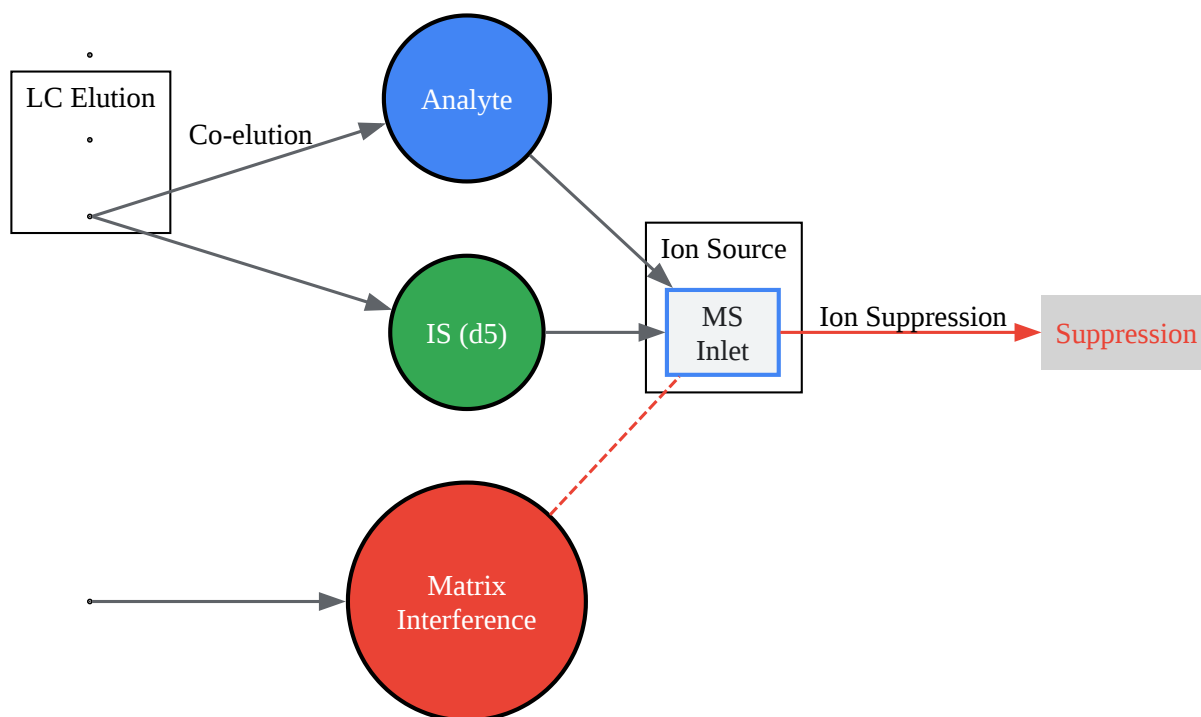 LC Elution
Co-elution
Analyte
IS (d5)
Ion Source
MS
Inlet
Ion Suppression
Suppression
Matrix
Interference